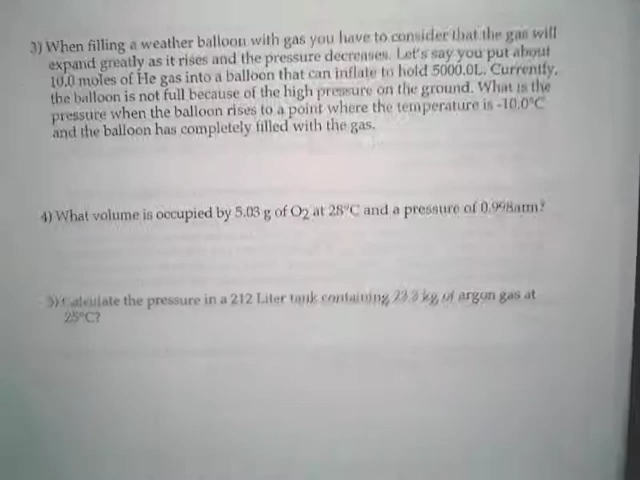 3) When filling a weather balloon with gas you have to consider that the gas will
expand greatly as it rises and the pressure decreases. Let's say you put about
10.0 moles of He gas into a balloon that can inflate to hold 5000.0L. Currently,
the balloon is not full because of the high pressure on the ground. What is the
pressure when the balloon rises to a point where the temperature is -10.0°C
and the balloon has completely filled with the gas.
4) What volume is occupied by 5.03 g of O2 at 28°C and a pressure of 0.998atm?
Calculate the pressure in a 212 Liter tank containing 23.3 kg of argon gas at
25°C?